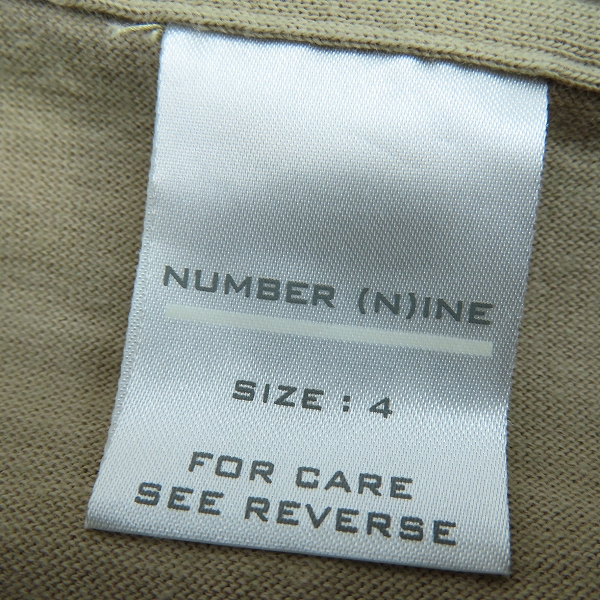 NUMBER (N)INE
SIZE : 4
FOR CARE
SEE REVERSE